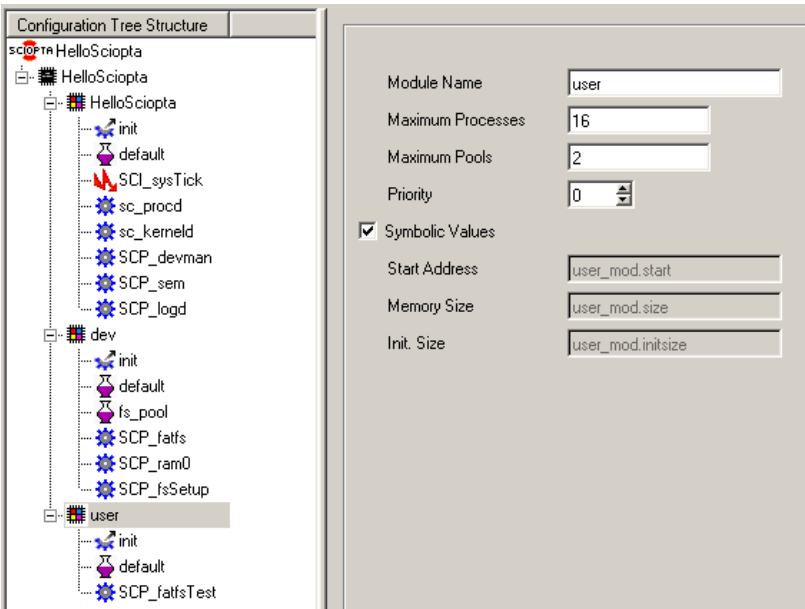 Configuration Tree Structure
SCIOPTA HelloSciopta
HelloSciopta
HelloSciopta
init
default
SCI_sysTick
sc_procd
sc_kerneld
SCP_devman
SCP_sem
SCP_logd
dev
init
default
fs_pool
SCP_fatfs
SCP_ram0
SCP_fsSetup
user
init
default
SCP_fatfsTest
Module Name user
Maximum Processes 16
Maximum Pools 2
Priority 0
Symbolic Values
Start Address user_mod.start
Memory Size user_mod.size
Init. Size user_mod.initsize